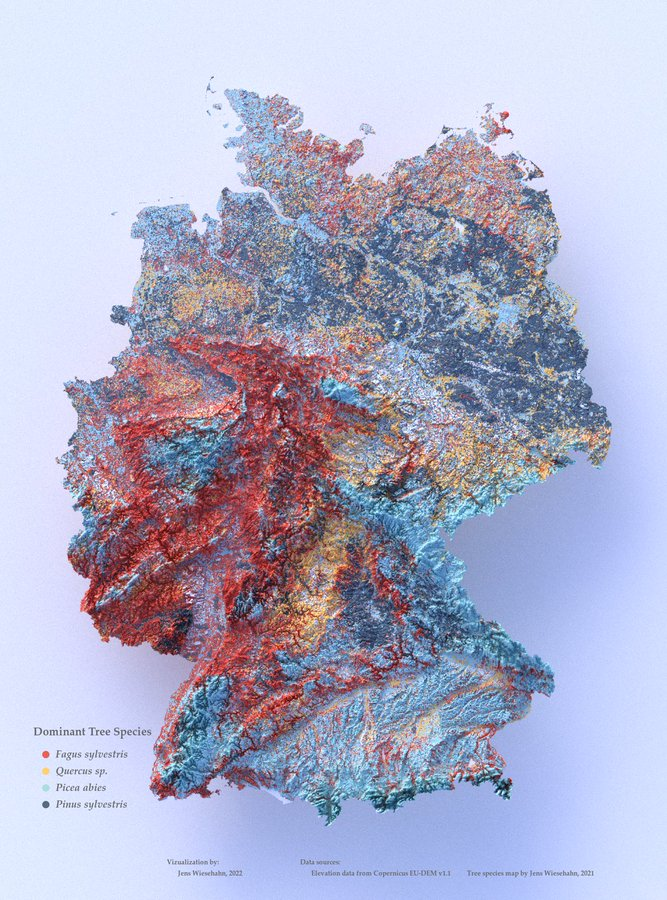 Dominant Tree Species
Fagus sylvestris
Quercus sp.
Picea abies
Pinus sylvestris
Vizualization by:
Jens Wiesehahn, 2022
Data sources:
Elevation data from Copernicus EU-DEM v1.1
Tree species map by Jens Wiesehahn, 2021